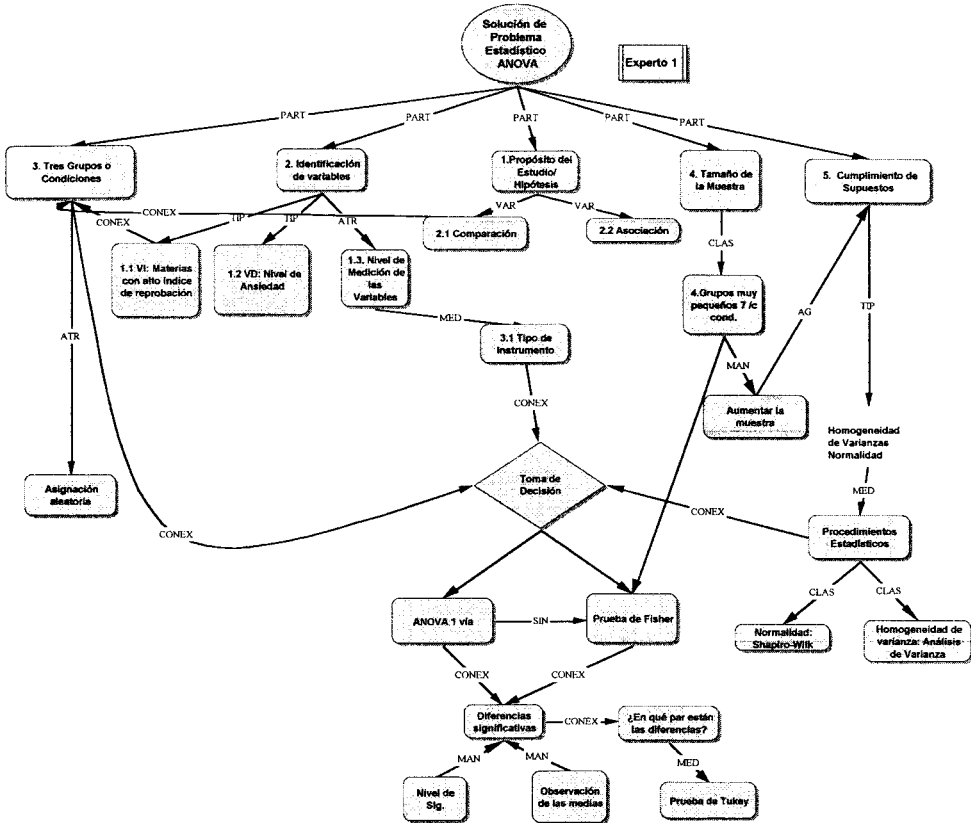 Solución de
Problema
Estadístico
ANOVA
Experto 1
PART
PART
PART
PART
PART
3. Tres Grupos o
Condiciones
2. Identificación
de variables
1.Propósito del
Estudio/
Hipótesis
4. Tamaño de
la Muestra
5. Cumplimiento de
Supuestos
CONEX
CONEX
TIP
TIP
ATR
VAR
VAR
2.1 Comparación
2.2 Asociación
CLAS
1.1 VI: Materias
con alto índice
de reprobación
1.2 VD: Nivel de
Ansiedad
1.3. Nivel de
Medición de
las
Variables
4.Grupos muy
pequeños 7 /c
cond.
AG
TIP
ATR
MED
3.1 Tipo de
Instrumento
MAN
CONEX
Aumentar la
muestra
Homogeneidad
de Varianzas
Normalidad
Asignación
aleatoria
Toma de
Decisión
MED
CONEX
CONEX
Procedimientos
Estadísticos
CLAS
CLAS
ANOVA 1 vía
SIN
Prueba de Fisher
Normalidad:
Shapiro-Wilk
Homogeneidad de
varianza: Análisis
de Varianza
CONEX
CONEX
Diferencias
significativas
CONEX
¿En qué par están
las diferencias?
MAN
MAN
MED
Nivel de
Sig.
Observación
de las medias
Prueba de Tukey